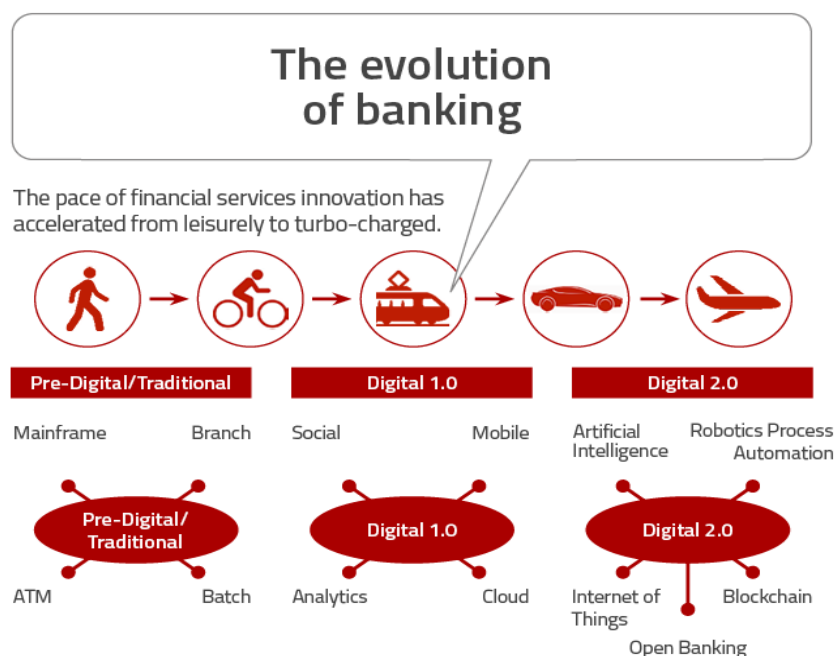 The evolution
of banking
The pace of financial services innovation has
accelerated from leisurely to turbo-charged.
Pre-Digital/Traditional
Digital 1.0
Digital 2.0
Mainframe
Branch
Social
Mobile
Artificial
Intelligence
Robotics Process
Automation
Pre-Digital/
Traditional
Digital 1.0
Digital 2.0
ATM
Batch
Analytics
Cloud
Internet of
Things
Blockchain
Open Banking